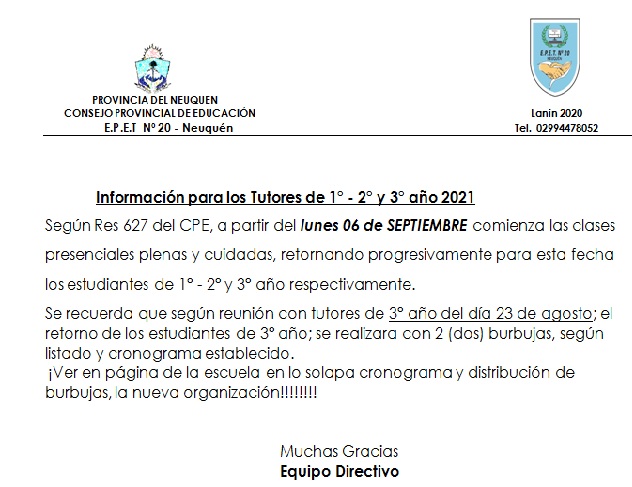 E.P.E.T. Nº 20
NEUQUÉN
PROVINCIA DEL NEUQUEN
CONSEJO PROVINCIAL DE EDUCACIÓN
E.P.E.T Nº 20 - Neuquén
Lanin 2020
Tel. 02994478052
Información para los Tutores de 1° - 2° y 3° año 2021
Según Res 627 del CPE, a partir del lunes 06 de SEPTIEMBRE comienza las clases
presenciales plenas y cuidadas, retornando progresivamente para esta fecha
los estudiantes de 1° - 2° y 3° año respectivamente.
Se recuerda que según reunión con tutores de 3° año del día 23 de agosto; el
retorno de los estudiantes de 3° año; se realizara con 2 (dos) burbujas, según
listado y cronograma establecido.
¡Ver en página de la escuela en lo solapa cronograma y distribución de
burbujas, la nueva organización!!!!!!!!
Muchas Gracias
Equipo Directivo